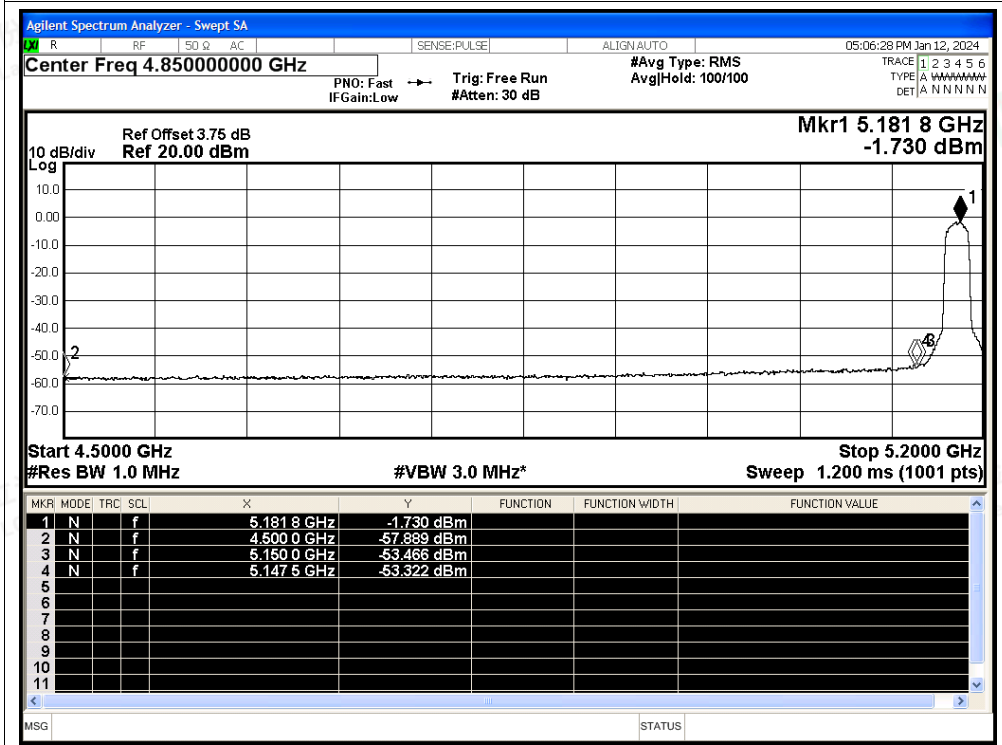 Agilent Spectrum Analyzer - Swept SA
LXI R RF 50 Ω AC SENSE:PULSE ALIGN AUTO 05:06:28 PM Jan 12, 2024
Center Freq 4.850000000 GHz
PNO: Fast
IFGain:Low
Trig: Free Run
#Atten: 30 dB
#Avg Type: RMS
Avg|Hold: 100/100
TRACE 1 2 3 4 5 6
TYPE A WWWWW
DET A N N N N N
Mkr1 5.181 8 GHz
-1.730 dBm
Ref Offset 3.75 dB
10 dB/div Ref 20.00 dBm
Log
10.0
0.00
-10.0
-20.0
-30.0
-40.0
-50.0
-60.0
-70.0
1
2
4 3
Start 4.5000 GHz Stop 5.2000 GHz
#Res BW 1.0 MHz #VBW 3.0 MHz* Sweep 1.200 ms (1001 pts)
MKR MODE TRC SCL X Y FUNCTION FUNCTION WIDTH FUNCTION VALUE
1 N f 5.181 8 GHz -1.730 dBm
2 N f 4.500 0 GHz -57.889 dBm
3 N f 5.150 0 GHz -53.466 dBm
4 N f 5.147 5 GHz -53.322 dBm
5
6
7
8
9
10
11
MSG STATUS